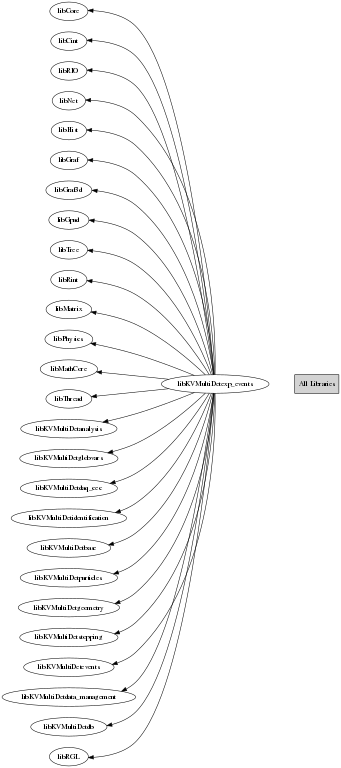 libCore
libCint
libRIO
libNet
libHist
libGraf
libGraf3d
libGpad
libTree
libRint
libMatrix
libPhysics
libMathCore
libThread
libKVMultiDetexp_events
All Libraries
libKVMultiDetanalysis
libKVMultiDetglobvars
libKVMultiDetdaq_cec
libKVMultiDetidentification
libKVMultiDetbase
libKVMultiDetparticles
libKVMultiDetgeometry
libKVMultiDetstopping
libKVMultiDetevents
libKVMultiDetdata_management
libKVMultiDetdb
libRGL